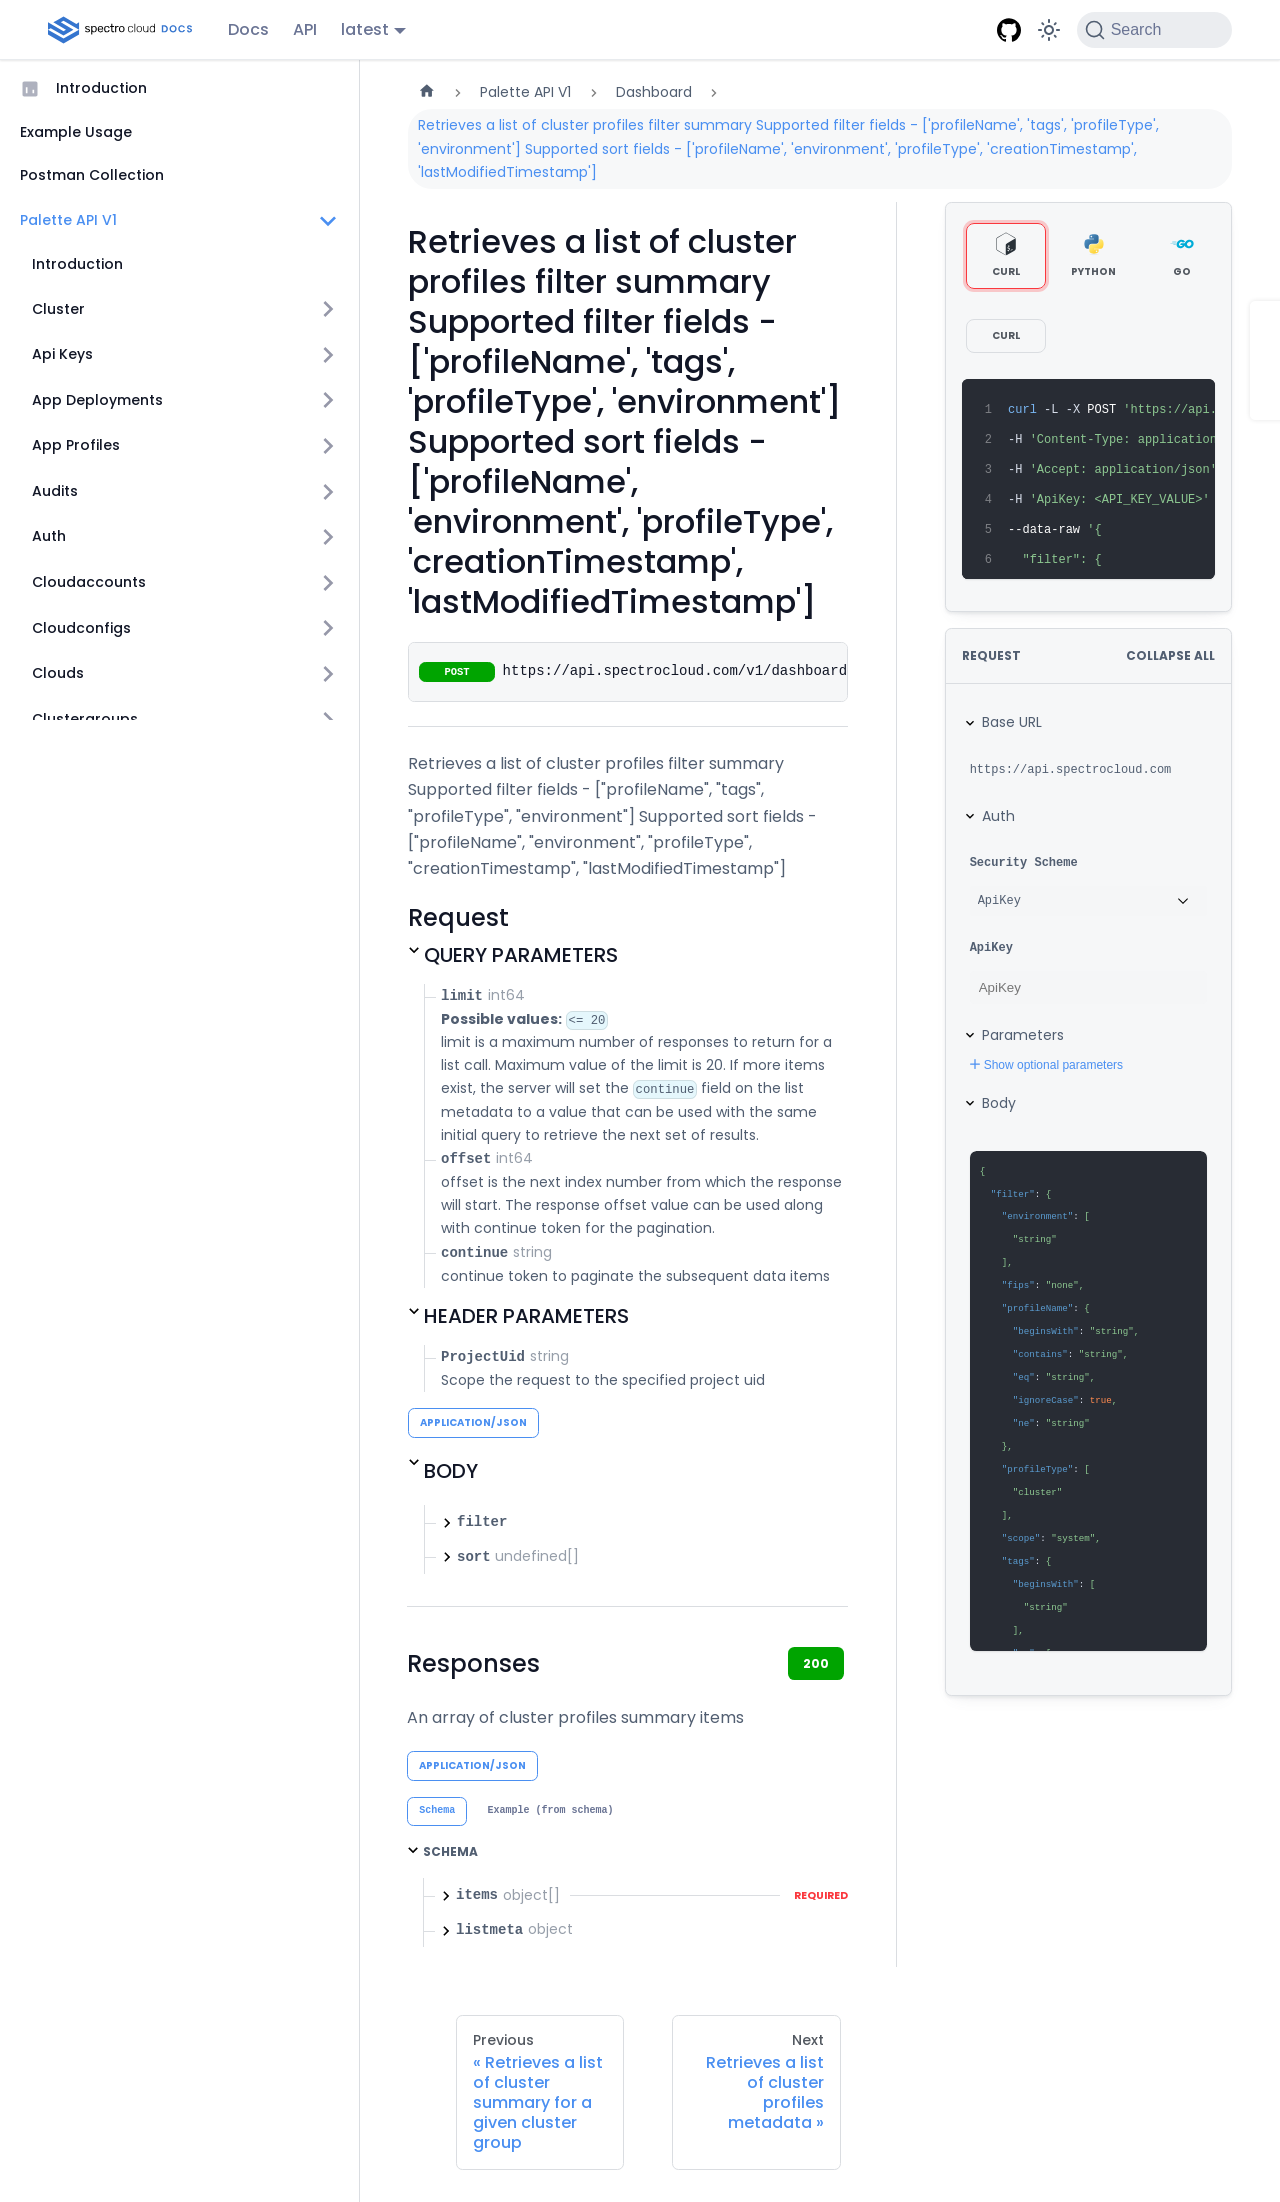 spectro cloud DOCS
Docs
API
latest
Search
Introduction
Example Usage
Postman Collection
Palette API V1
Introduction
Cluster
Api Keys
App Deployments
App Profiles
Audits
Auth
Cloudaccounts
Cloudconfigs
Clouds
Clustergroups
Palette API V1
Dashboard
Retrieves a list of cluster profiles filter summary Supported filter fields - ['profileName', 'tags', 'profileType',
'environment'] Supported sort fields - ['profileName', 'environment', 'profileType', 'creationTimestamp',
'lastModifiedTimestamp']
Retrieves a list of cluster
profiles filter summary
Supported filter fields -
['profileName', 'tags',
'profileType', 'environment']
Supported sort fields -
['profileName',
'environment', 'profileType',
'creationTimestamp',
'lastModifiedTimestamp']
POST https://api.spectrocloud.com/v1/dashboard
Retrieves a list of cluster profiles filter summary
Supported filter fields - ["profileName", "tags",
"profileType", "environment"] Supported sort fields -
["profileName", "environment", "profileType",
"creationTimestamp", "lastModifiedTimestamp"]
Request
QUERY PARAMETERS
limit int64
Possible values: <= 20
limit is a maximum number of responses to return for a
list call. Maximum value of the limit is 20. If more items
exist, the server will set the continue field on the list
metadata to a value that can be used with the same
initial query to retrieve the next set of results.
offset int64
offset is the next index number from which the response
will start. The response offset value can be used along
with continue token for the pagination.
continue string
continue token to paginate the subsequent data items
HEADER PARAMETERS
ProjectUid string
Scope the request to the specified project uid
APPLICATION/JSON
BODY
filter
sort undefined[]
Responses
200
An array of cluster profiles summary items
APPLICATION/JSON
Schema
Example (from schema)
SCHEMA
items object[]
REQUIRED
listmeta object
Previous
« Retrieves a list
of cluster
summary for a
given cluster
group
Next
Retrieves a list
of cluster
profiles
metadata »
CURL
PYTHON
GO
CURL
1 curl -L -X POST 'https://api.
2 -H 'Content-Type: application
3 -H 'Accept: application/json'
4 -H 'ApiKey: <API_KEY_VALUE>'
5 --data-raw '{
6 "filter": {
REQUEST
COLLAPSE ALL
Base URL
https://api.spectrocloud.com
Auth
Security Scheme
ApiKey
ApiKey
ApiKey
Parameters
Show optional parameters
Body
{
"filter": {
"environment": [
"string"
],
"fips": "none",
"profileName": {
"beginsWith": "string",
"contains": "string",
"eq": "string",
"ignoreCase": true,
"ne": "string"
},
"profileType": [
"cluster"
],
"scope": "system",
"tags": {
"beginsWith": [
"string"
],